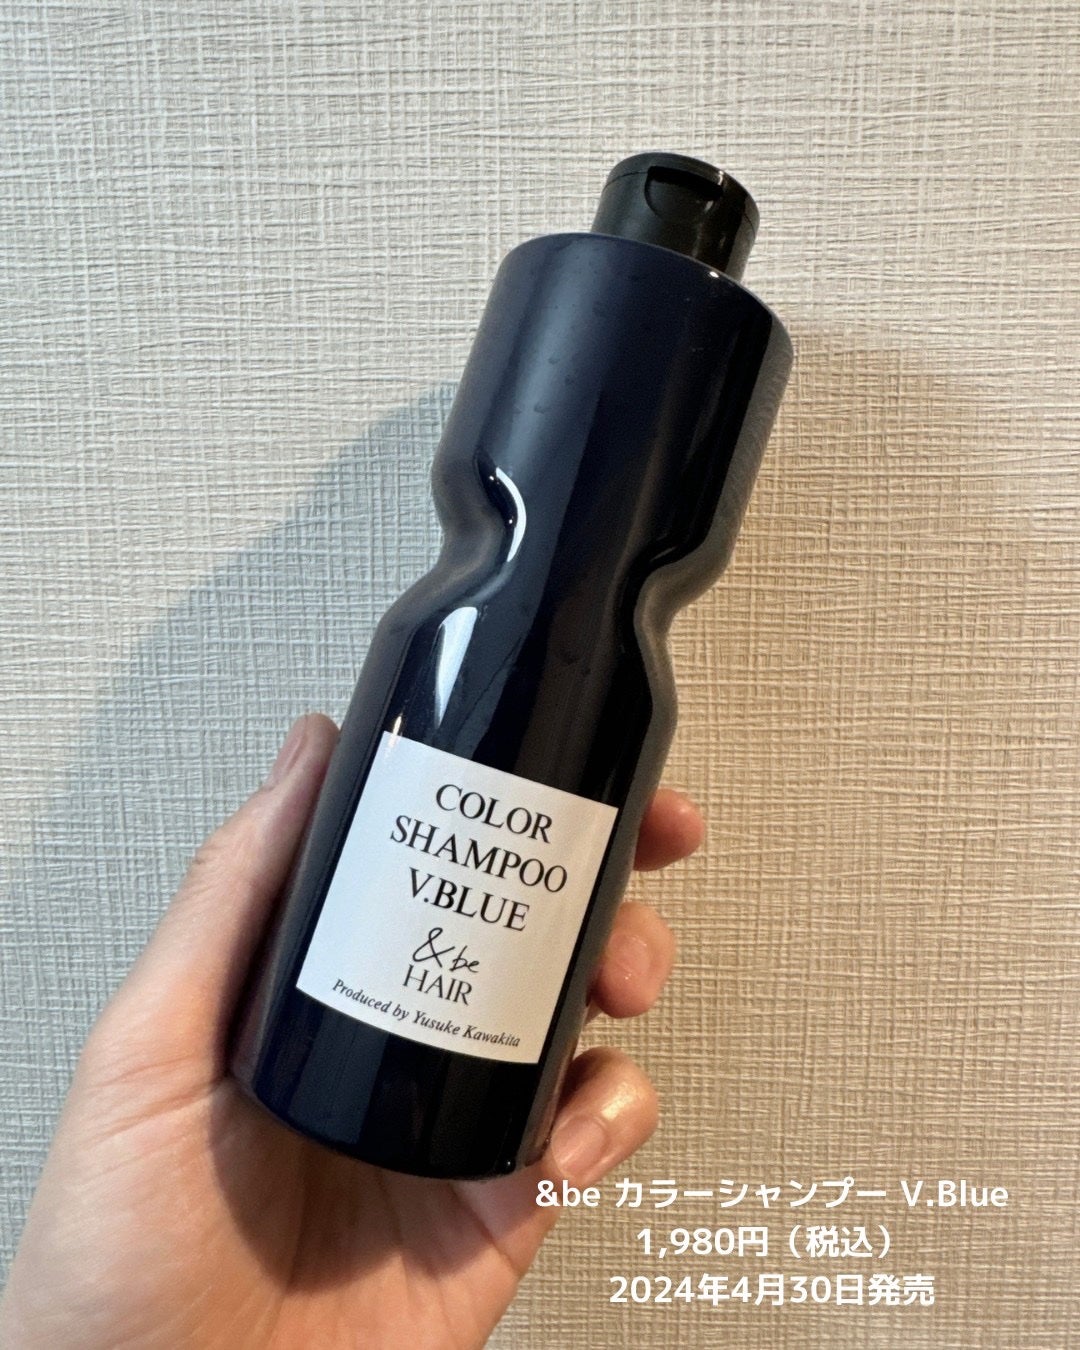 COLOR
SHAMPOO
V.BLUE
&be
HAIR
Produced by Yusuke Kawakita
&be カラーシャンプー V.Blue
1,980円（税込）
2024年4月30日発売